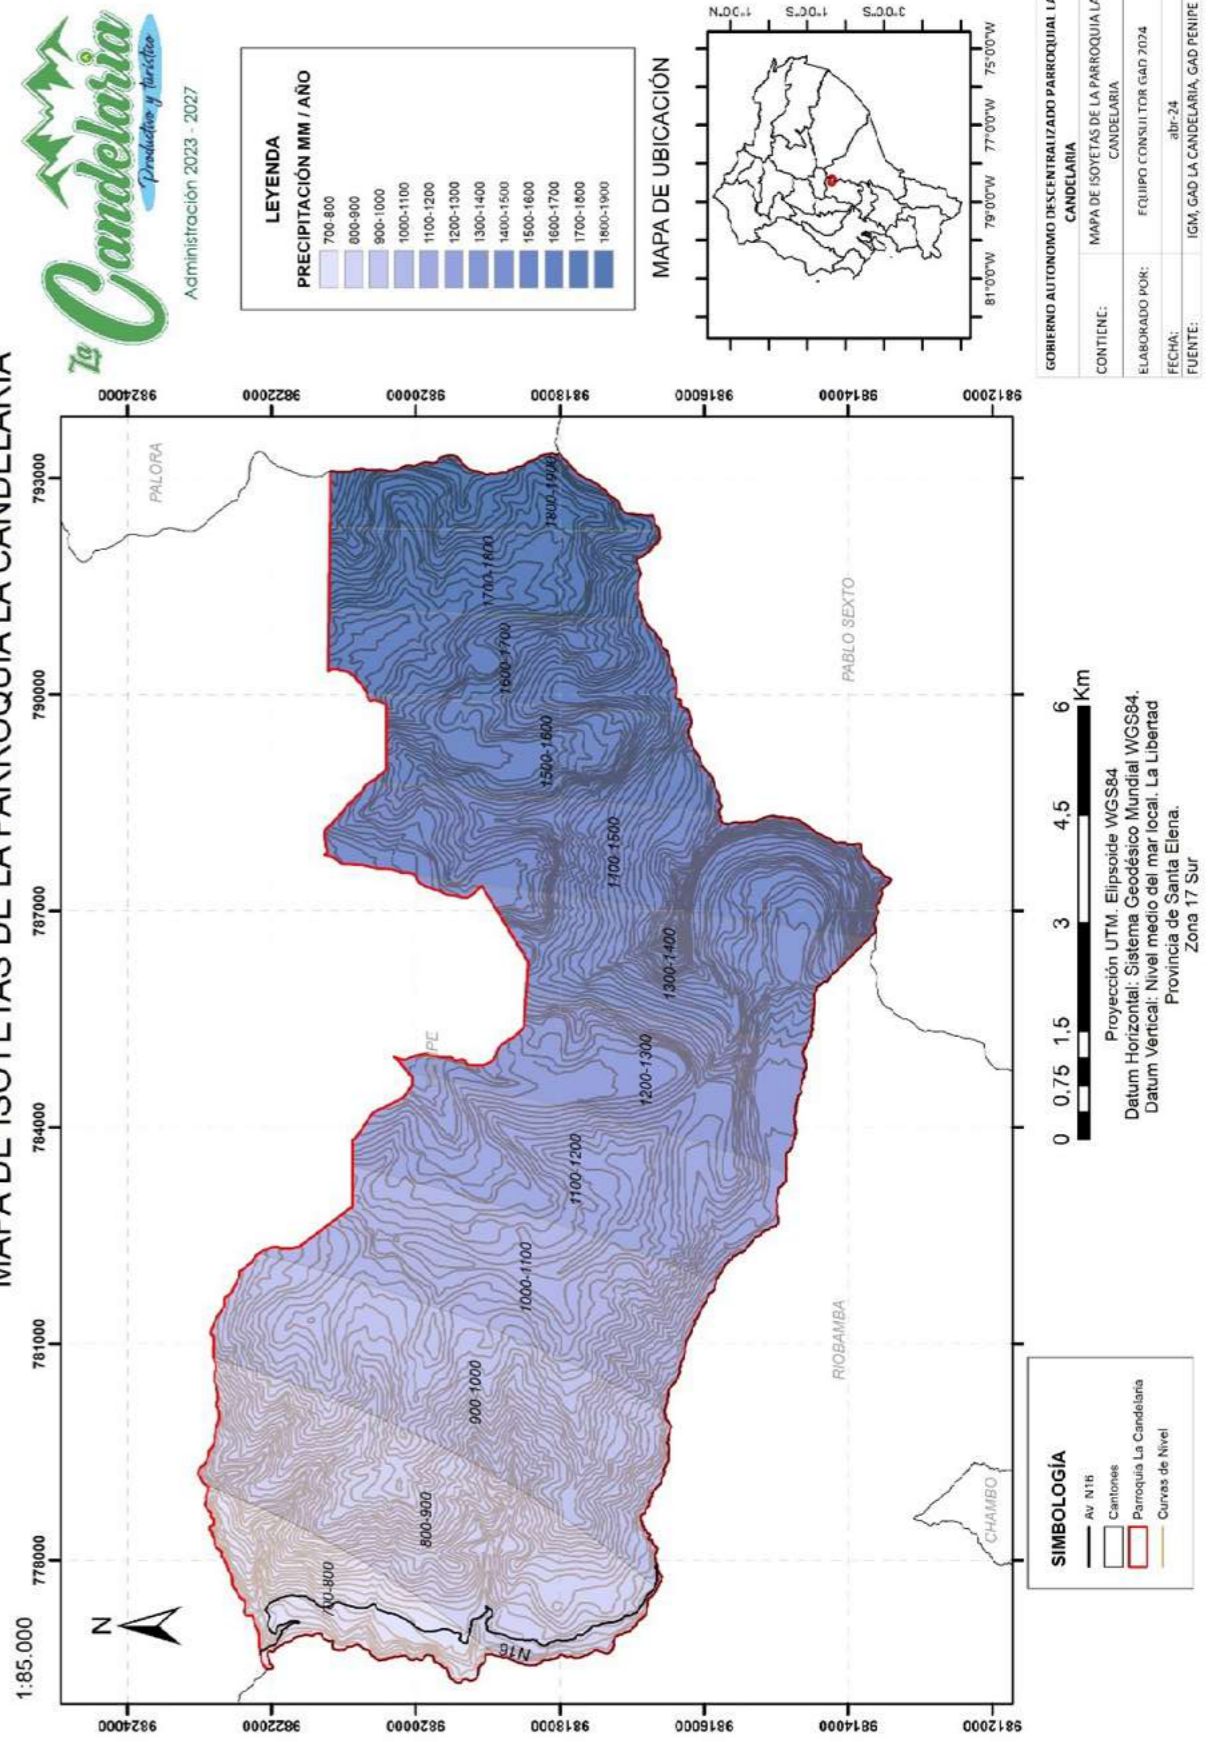 1:85.000
MAPA DE ISOYETAS DE LA PARROQUIA LA CANDELARIA
778000
781000
784000
787000
790000
793000
9824000
9822000
9820000
9818000
9816000
9814000
9812000
9824000
9822000
9820000
9818000
9816000
9814000
9812000
N
PALORA
PE
PABLO SEXTO
RIOBAMBA
CHAMBO
N16
700-800
800-900
900-1000
1000-1100
1100-1200
1200-1300
1300-1400
1400-1500
1500-1600
1600-1700
1700-1800
1800-1900
La Candelaria
Productivo y turístico
Administración 2023 - 2027
LEYENDA
PRECIPITACIÓN MM / AÑO
700-800
800-900
900-1000
1000-1100
1100-1200
1200-1300
1300-1400
1400-1500
1500-1600
1600-1700
1700-1800
1800-1900
MAPA DE UBICACIÓN
1°0'0"N
1°0'0"S
3°0'0"S
81°0'0"W
79°0'0"W
77°0'0"W
75°0'0"W
SIMBOLOGÍA
Av N16
Cantones
Parroquia La Candelaria
Curvas de Nivel
0 0,75 1,5 3 4,5 6 Km
Proyección UTM. Elipsoide WGS84
Datum Horizontal: Sistema Geodésico Mundial WGS84.
Datum Vertical: Nivel medio del mar local. La Libertad
Provincia de Santa Elena.
Zona 17 Sur
GOBIERNO AUTONOMO DESCENTRALIZADO PARROQUIAL LA
CANDELARIA
CONTIENE: MAPA DE ISOYETAS DE LA PARROQUIA LA
CANDELARIA
ELABORADO POR: EQUIPO CONSULTOR GAD 2024
FECHA: abr-24
FUENTE: IGM, GAD LA CANDELARIA, GAD PENIPE